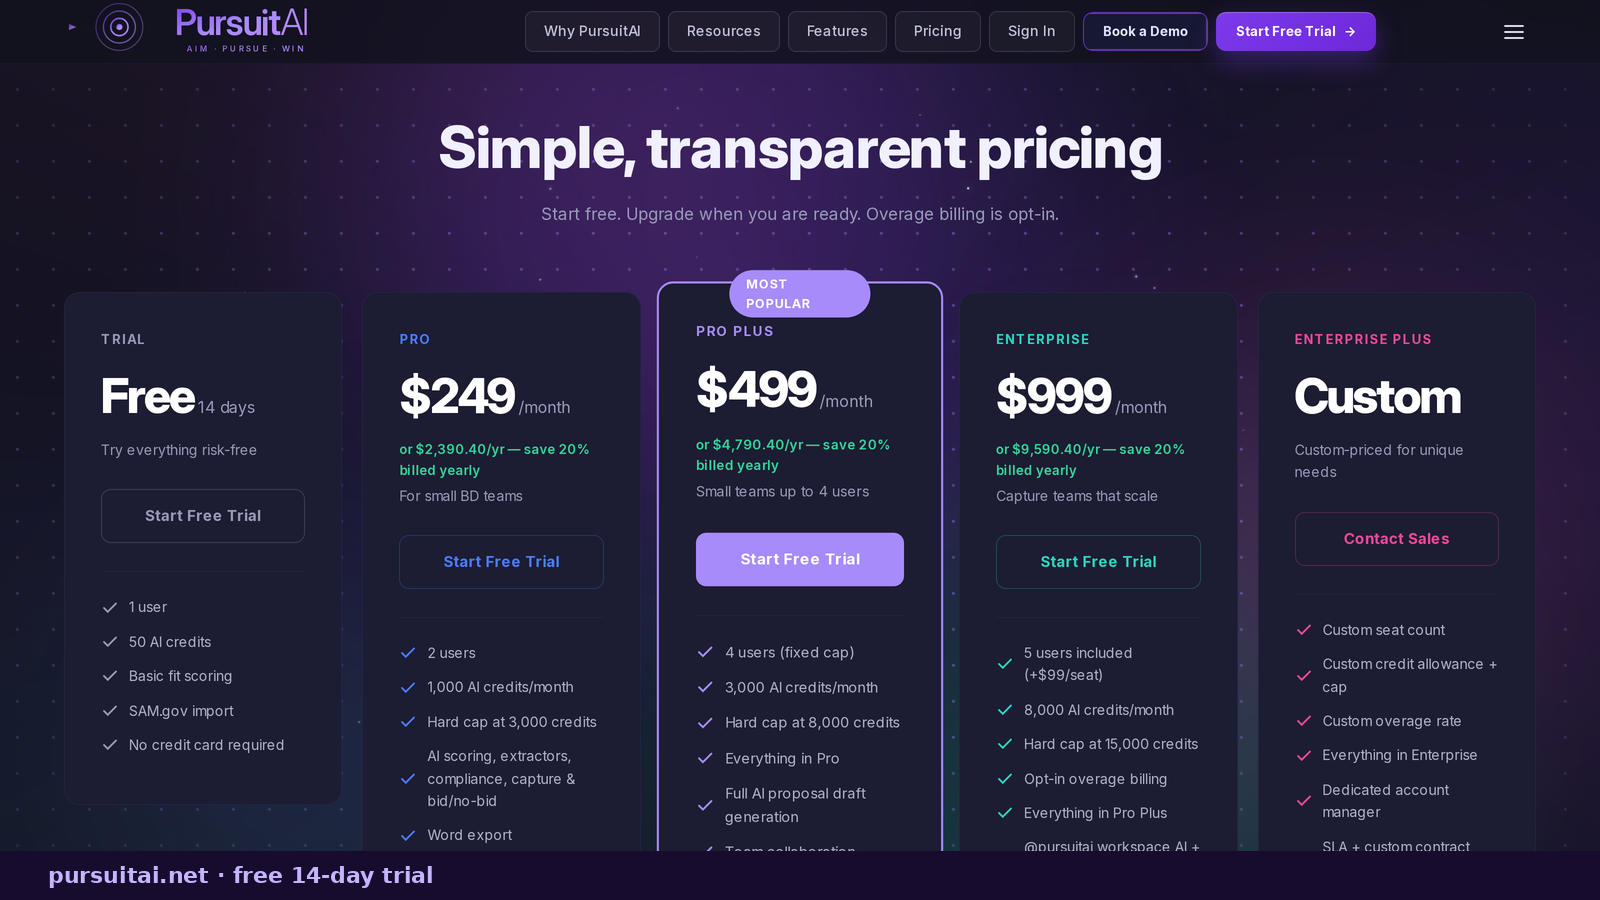 PursuitAI
AIM · PURSUE · WIN
Why PursuitAI
Resources
Features
Pricing
Sign In
Book a Demo
Start Free Trial →
Simple, transparent pricing
Start free. Upgrade when you are ready. Overage billing is opt-in.
TRIAL
Free 14 days
Try everything risk-free
Start Free Trial
1 user
50 AI credits
Basic fit scoring
SAM.gov import
No credit card required
PRO
$249 /month
or $2,390.40/yr — save 20%
billed yearly
For small BD teams
Start Free Trial
2 users
1,000 AI credits/month
Hard cap at 3,000 credits
AI scoring, extractors,
compliance, capture &
bid/no-bid
Word export
MOST
POPULAR
PRO PLUS
$499 /month
or $4,790.40/yr — save 20%
billed yearly
Small teams up to 4 users
Start Free Trial
4 users (fixed cap)
3,000 AI credits/month
Hard cap at 8,000 credits
Everything in Pro
Full AI proposal draft
generation
Team collaboration
ENTERPRISE
$999 /month
or $9,590.40/yr — save 20%
billed yearly
Capture teams that scale
Start Free Trial
5 users included
(+$99/seat)
8,000 AI credits/month
Hard cap at 15,000 credits
Opt-in overage billing
Everything in Pro Plus
@pursuitai workspace AI +
ENTERPRISE PLUS
Custom
Custom-priced for unique
needs
Contact Sales
Custom seat count
Custom credit allowance +
cap
Custom overage rate
Everything in Enterprise
Dedicated account
manager
SLA + custom contract
pursuitai.net · free 14-day trial